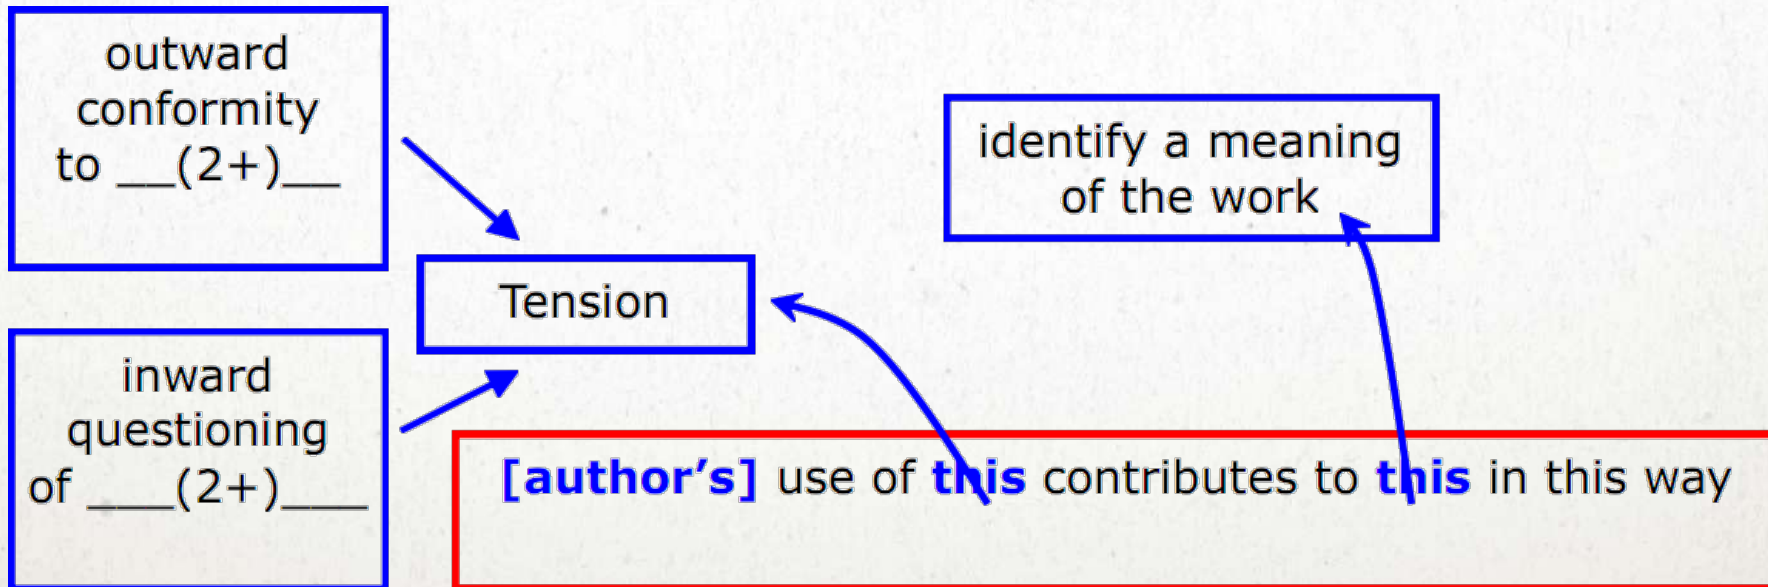 outward
conformity
to __(2+)__
identify a meaning
of the work
Tension
inward
questioning
of ___(2+)___
[author’s] use of this contributes to this in this way